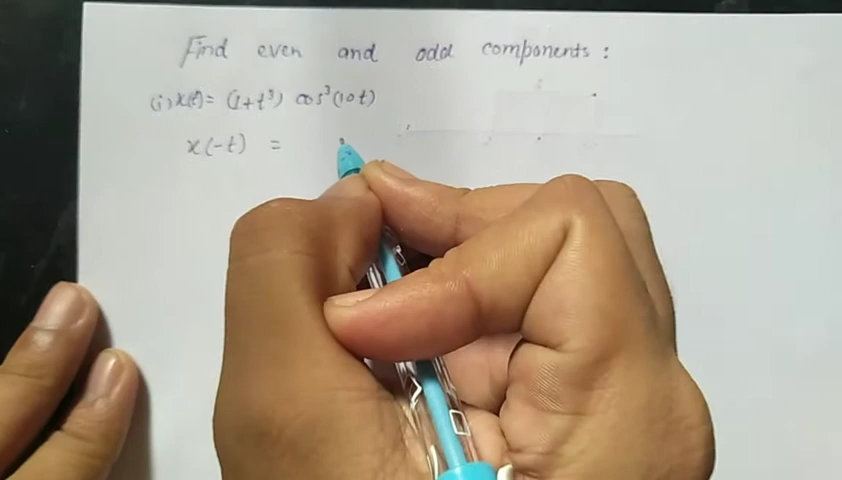 Find even and odd components :
(i) x(t) = (1+t³) cos³(10t)
x(-t) =